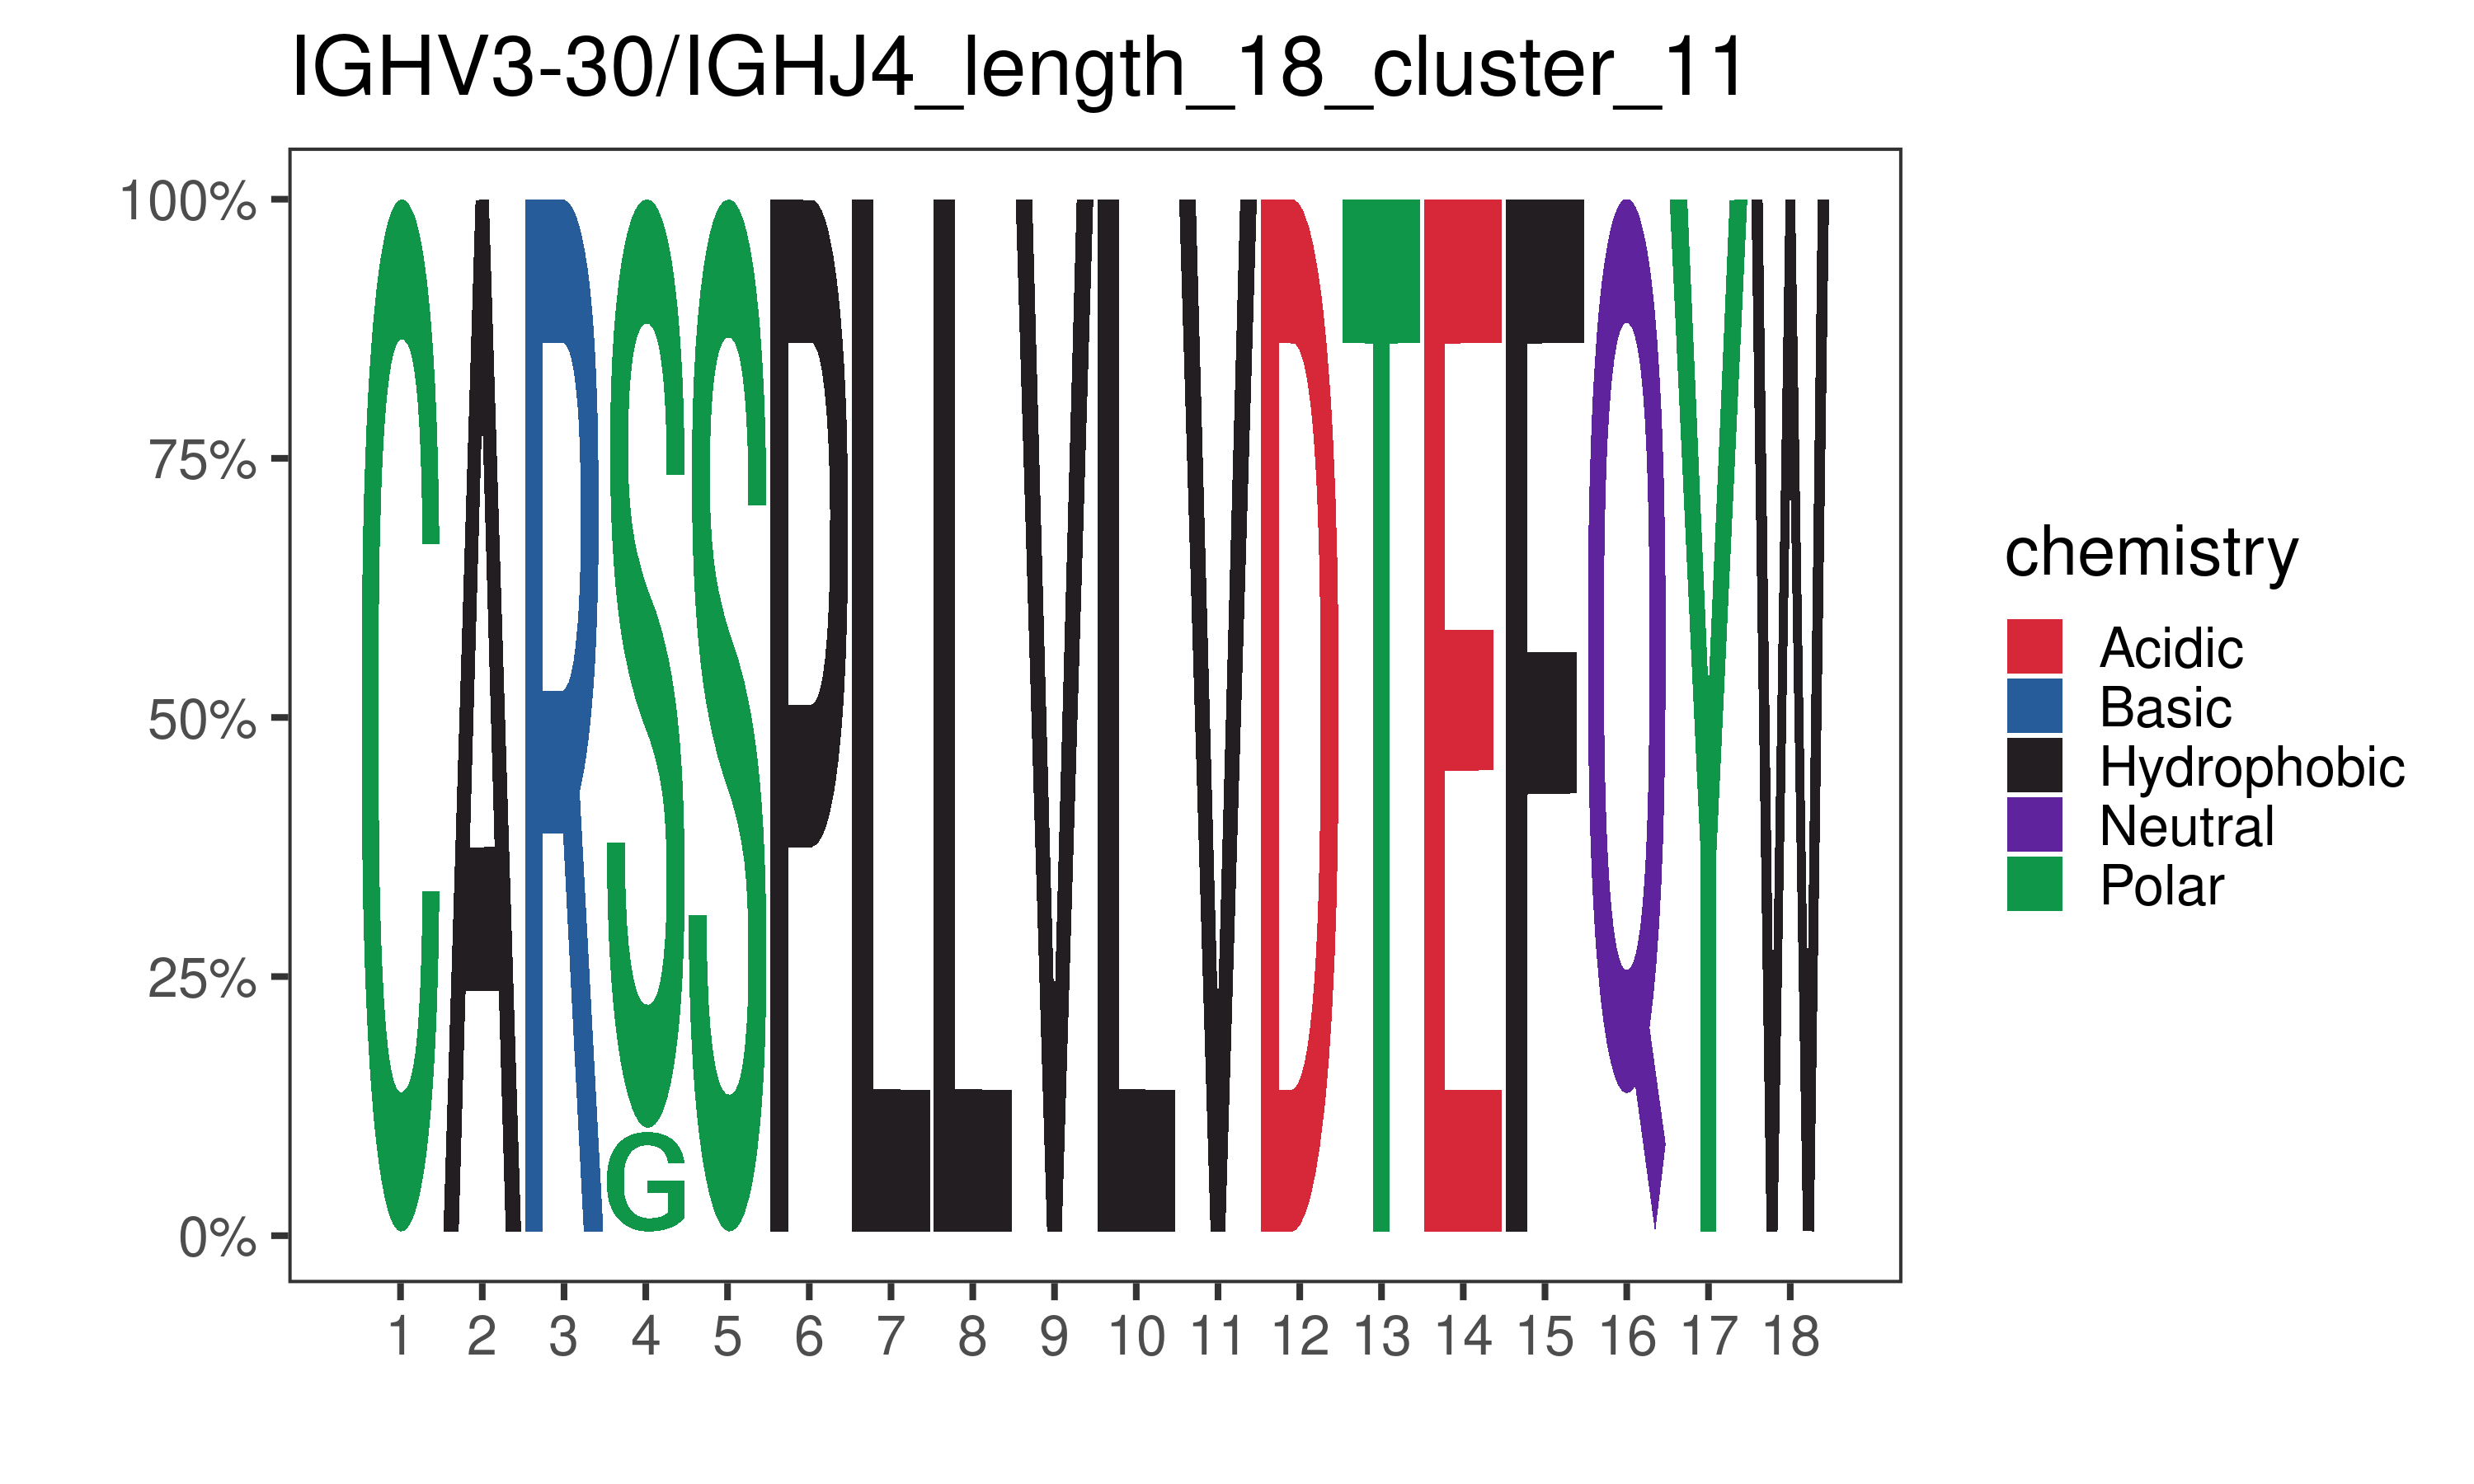 IGHV3-30/IGHJ4_length_18_cluster_11
100%
75%
50%
25%
0%
CARSSPLLVLVDTEFQYW
G
1 2 3 4 5 6 7 8 9 10 11 12 13 14 15 16 17 18
chemistry
Acidic
Basic
Hydrophobic
Neutral
Polar